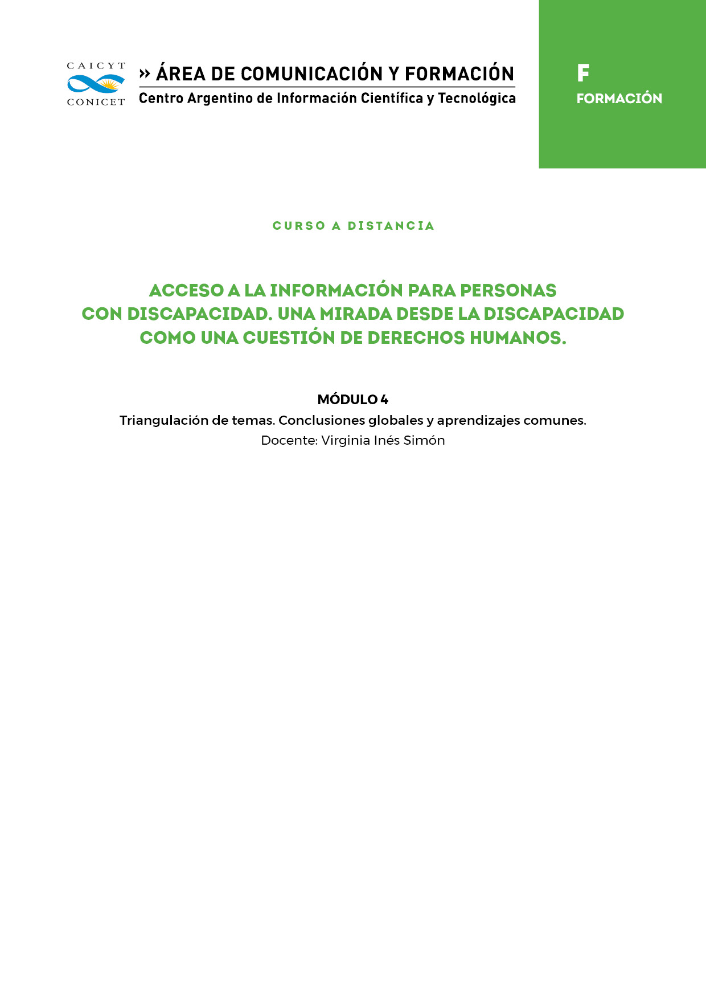 CAICYT
CONICET
» ÁREA DE COMUNICACIÓN Y FORMACIÓN
Centro Argentino de Información Científica y Tecnológica
F
FORMACIÓN
CURSO A DISTANCIA
ACCESO A LA INFORMACIÓN PARA PERSONAS
CON DISCAPACIDAD. UNA MIRADA DESDE LA DISCAPACIDAD
COMO UNA CUESTIÓN DE DERECHOS HUMANOS.
MÓDULO 4
Triangulación de temas. Conclusiones globales y aprendizajes comunes.
Docente: Virginia Inés Simón